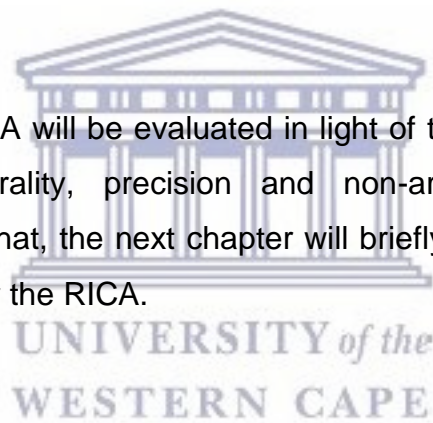 A will be evaluated in light of t
rality, precision and non-ar
hat, the next chapter will briefly
the RICA.
UNIVERSITY of the
WESTERN CAPE